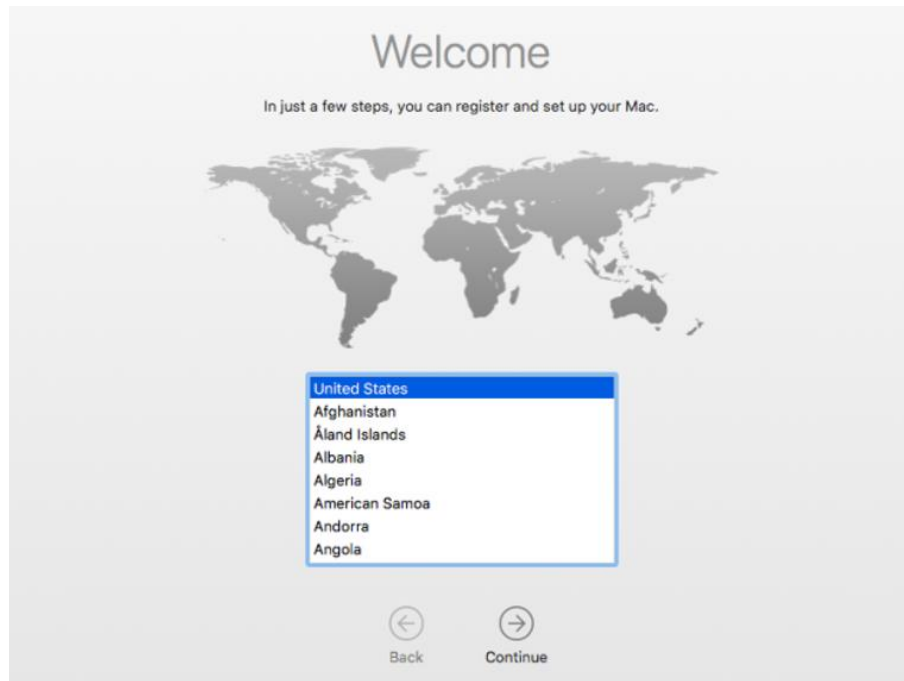 Welcome
In just a few steps, you can register and set up your Mac.
United States
Afghanistan
Åland Islands
Albania
Algeria
American Samoa
Andorra
Angola
Back
Continue